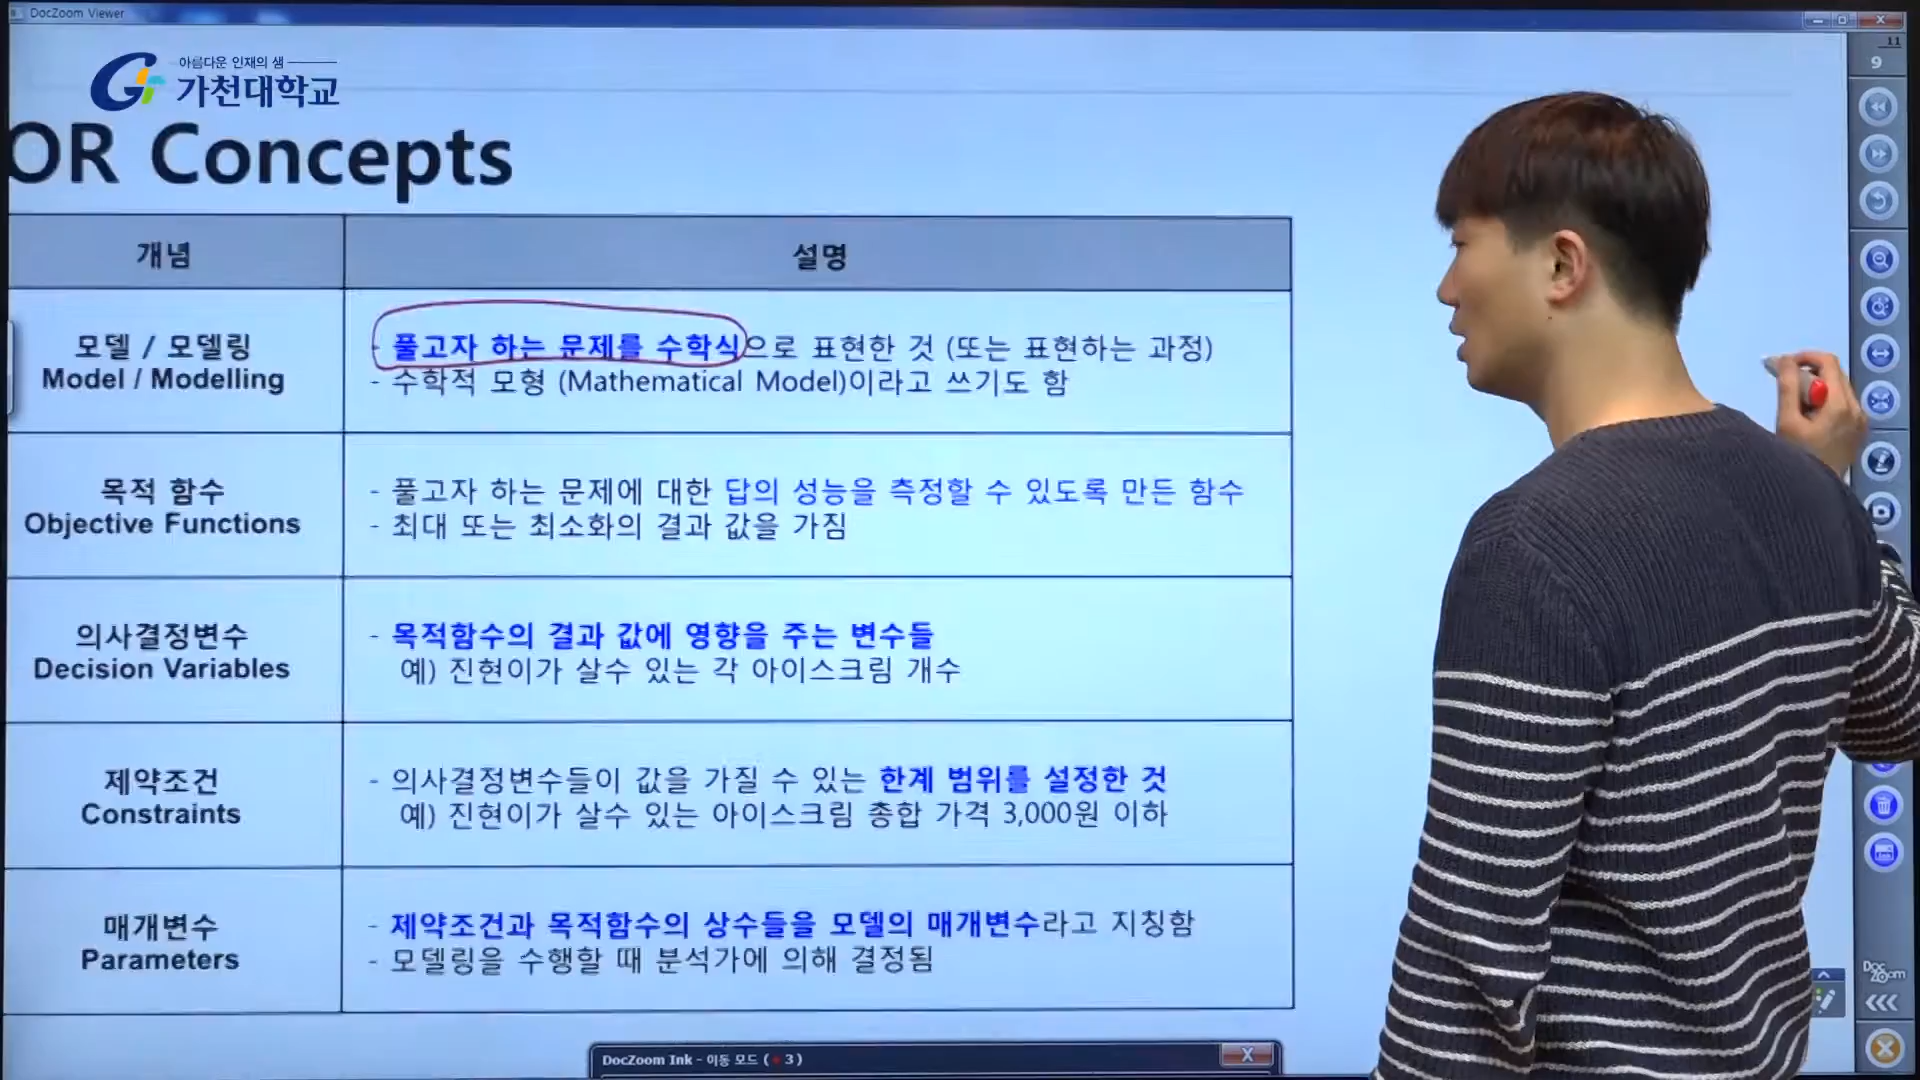 DocZoom Viewer
11
9
아름다운 인재의 샘
가천대학교
OR Concepts
개념
설명
모델 / 모델링
Model / Modelling
- 풀고자 하는 문제를 수학식으로 표현한 것 (또는 표현하는 과정)
- 수학적 모형 (Mathematical Model)이라고 쓰기도 함
목적 함수
Objective Functions
- 풀고자 하는 문제에 대한 답의 성능을 측정할 수 있도록 만든 함수
- 최대 또는 최소화의 결과 값을 가짐
의사결정변수
Decision Variables
- 목적함수의 결과 값에 영향을 주는 변수들
예) 진현이가 살수 있는 각 아이스크림 개수
제약조건
Constraints
- 의사결정변수들이 값을 가질 수 있는 한계 범위를 설정한 것
예) 진현이가 살수 있는 아이스크림 총합 가격 3,000원 이하
매개변수
Parameters
- 제약조건과 목적함수의 상수들을 모델의 매개변수라고 지칭함
- 모델링을 수행할 때 분석가에 의해 결정됨
Doc
Zoom
DocZoom Ink - 이동 모드 ( 3 )